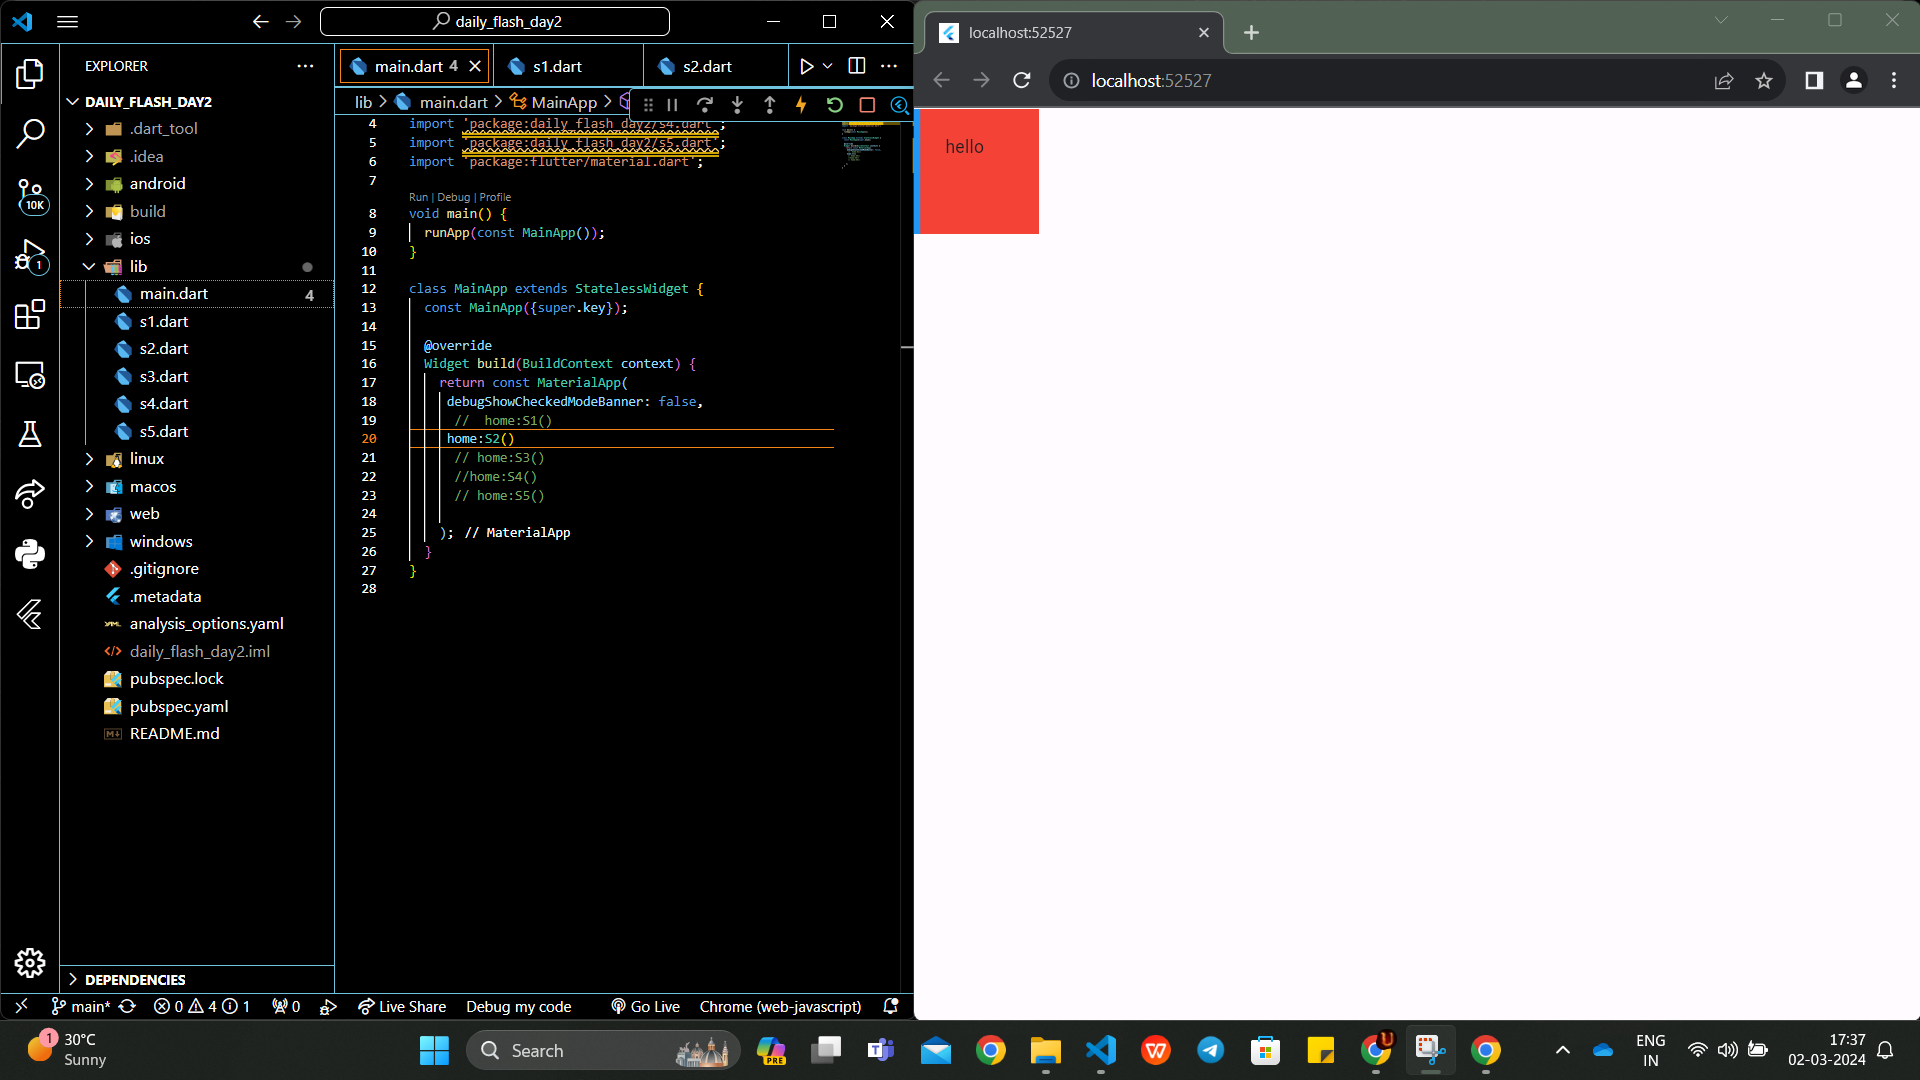 daily_flash_day2
EXPLORER
DAILY_FLASH_DAY2
.dart_tool
.idea
android
build
ios
lib
main.dart 4
s1.dart
s2.dart
s3.dart
s4.dart
s5.dart
linux
macos
web
windows
.gitignore
.metadata
analysis_options.yaml
daily_flash_day2.iml
pubspec.lock
pubspec.yaml
README.md
DEPENDENCIES
10K
1
main.dart 4
s1.dart
s2.dart
lib > main.dart > MainApp >
4 import 'package:daily_flash_day2/s4.dart';
5 import 'package:daily_flash_day2/s5.dart';
6 import 'package:flutter/material.dart';
7
Run | Debug | Profile
8 void main() {
9 runApp(const MainApp());
10 }
11
12 class MainApp extends StatelessWidget {
13 const MainApp({super.key});
14
15 @override
16 Widget build(BuildContext context) {
17 return const MaterialApp(
18 debugShowCheckedModeBanner: false,
19 //  home:S1()
20 home:S2()
21 // home:S3()
22 //home:S4()
23 // home:S5()
24
25 ); // MaterialApp
26 }
27 }
28
main* 0 4 1 0 Live Share Debug my code Go Live Chrome (web-javascript)
localhost:52527
localhost:52527
hello
1
30°C
Sunny
Search
PRE
ENG
IN
17:37
02-03-2024